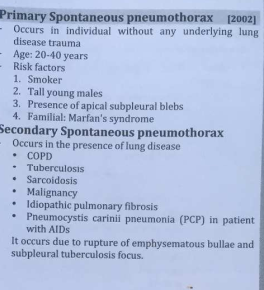 Primary Spontaneous pneumothorax [2002]
- Occurs in individual without any underlying lung
disease trauma
- Age: 20-40 years
- Risk factors
1. Smoker
2. Tall young males
3. Presence of apical subpleural blebs
4. Familial: Marfan's syndrome
Secondary Spontaneous pneumothorax
- Occurs in the presence of lung disease
• COPD
• Tuberculosis
• Sarcoidosis
• Malignancy
• Idiopathic pulmonary fibrosis
• Pneumocystis carinii pneumonia (PCP) in patient
with AIDs
It occurs due to rupture of emphysematous bullae and
subpleural tuberculosis focus.